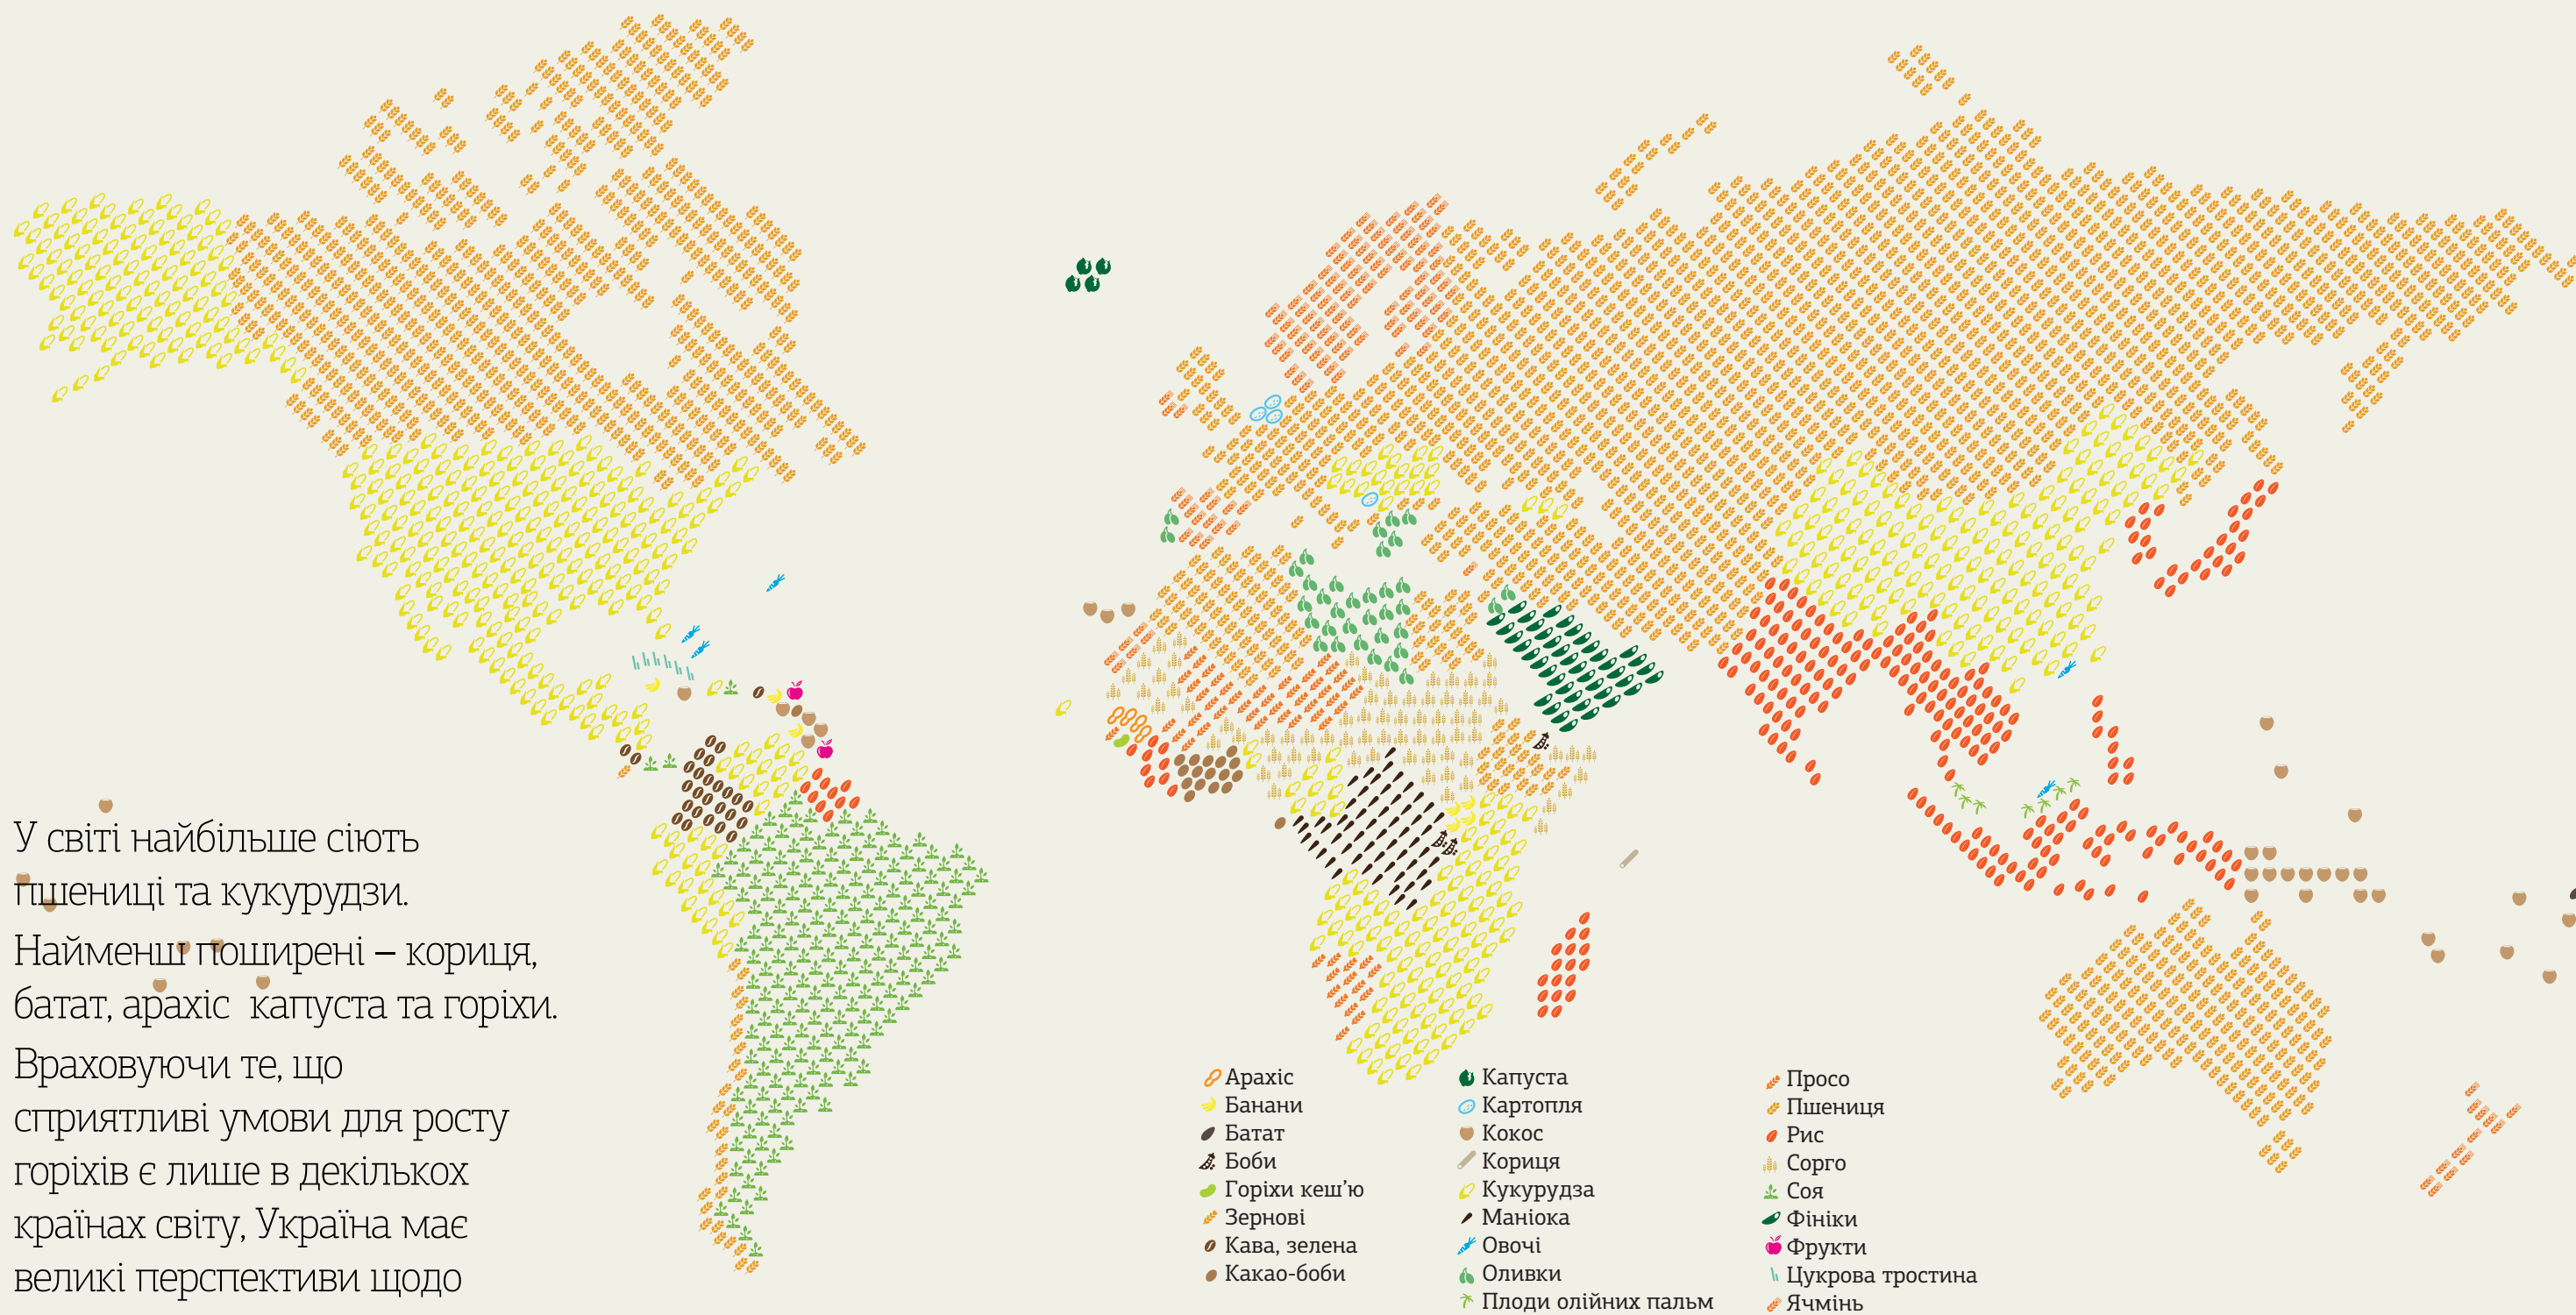 У світі найбільше сіють
пшениці та кукурудзи.
Найменш поширені – кориця,
батат, арахіс  капуста та горіхи.
Враховуючи те, що
сприятливі умови для росту
горіхів є лише в декількох
країнах світу, Україна має
великі перспективи щодо
Арахіс
Банани
Батат
Боби
Горіхи кеш’ю
Зернові
Кава, зелена
Какао-боби
Капуста
Картопля
Кокос
Кориця
Кукурудза
Маніока
Овочі
Оливки
Плоди олійних пальм
Просо
Пшениця
Рис
Сорго
Соя
Фініки
Фрукти
Цукрова тростина
Ячмінь